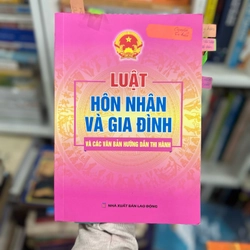 LUẬT
HÔN NHÂN
VÀ GIA ĐÌNH
VÀ CÁC VĂN BẢN HƯỚNG DẪN THI HÀNH
NHÀ XUẤT BẢN LAO ĐỘNG